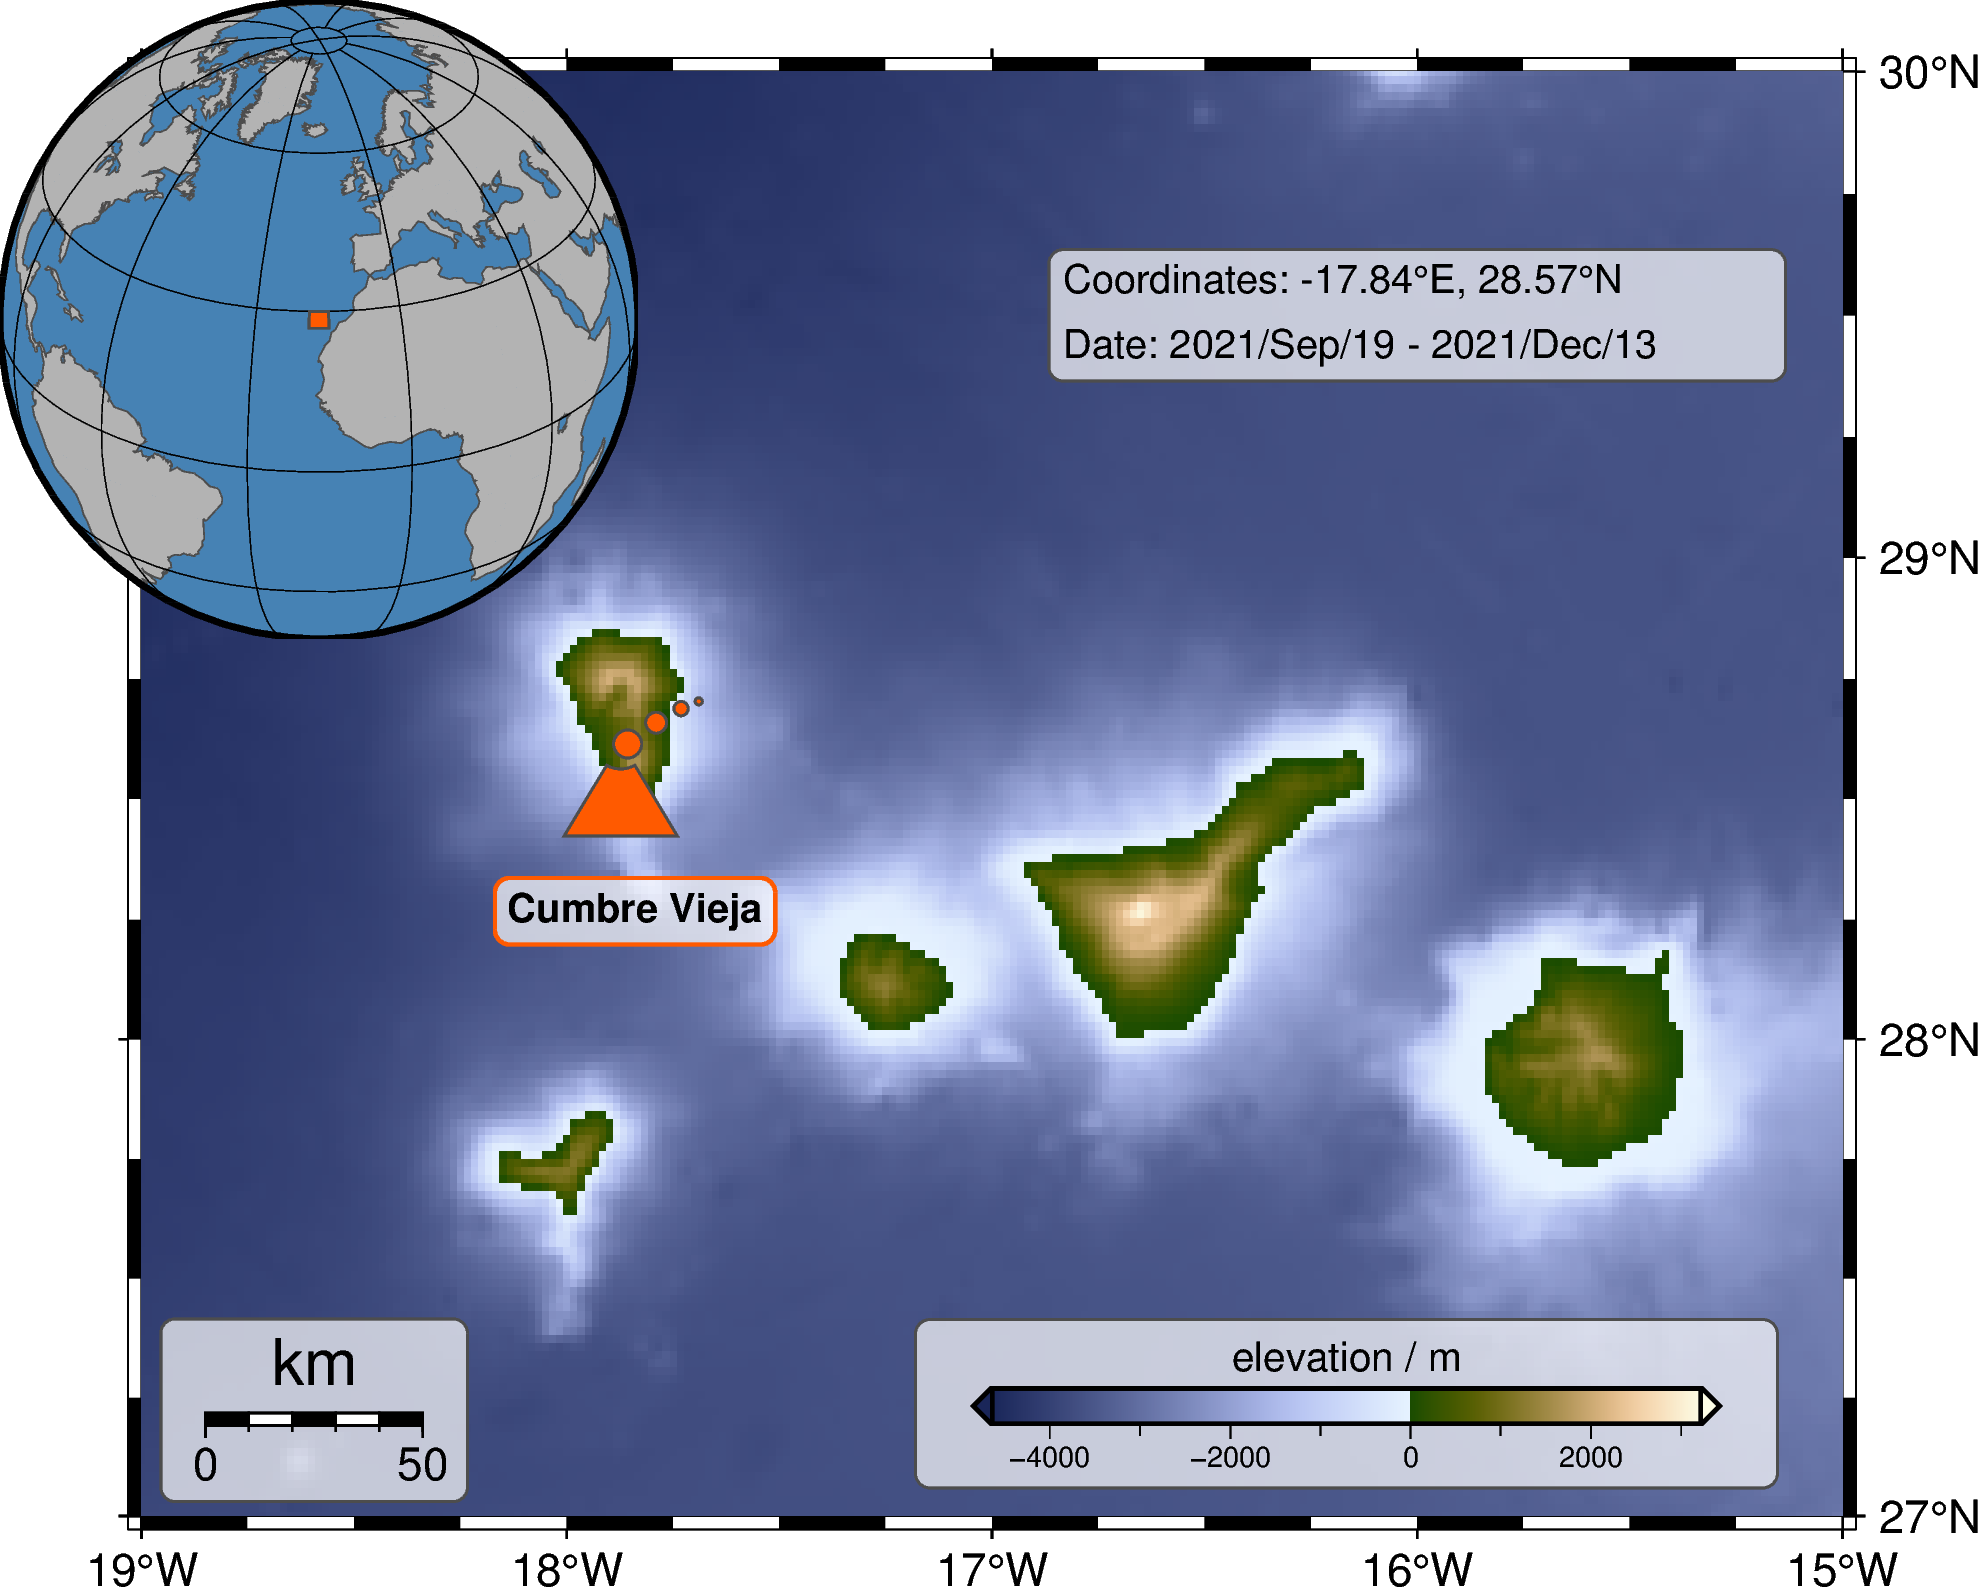 30°N
Coordinates: -17.84°E, 28.57°N
Date: 2021/Sep/19 - 2021/Dec/13
29°N
Cumbre Vieja
28°N
km
0 50
elevation / m
−4000 −2000 0 2000
27°N
19°W 18°W 17°W 16°W 15°W